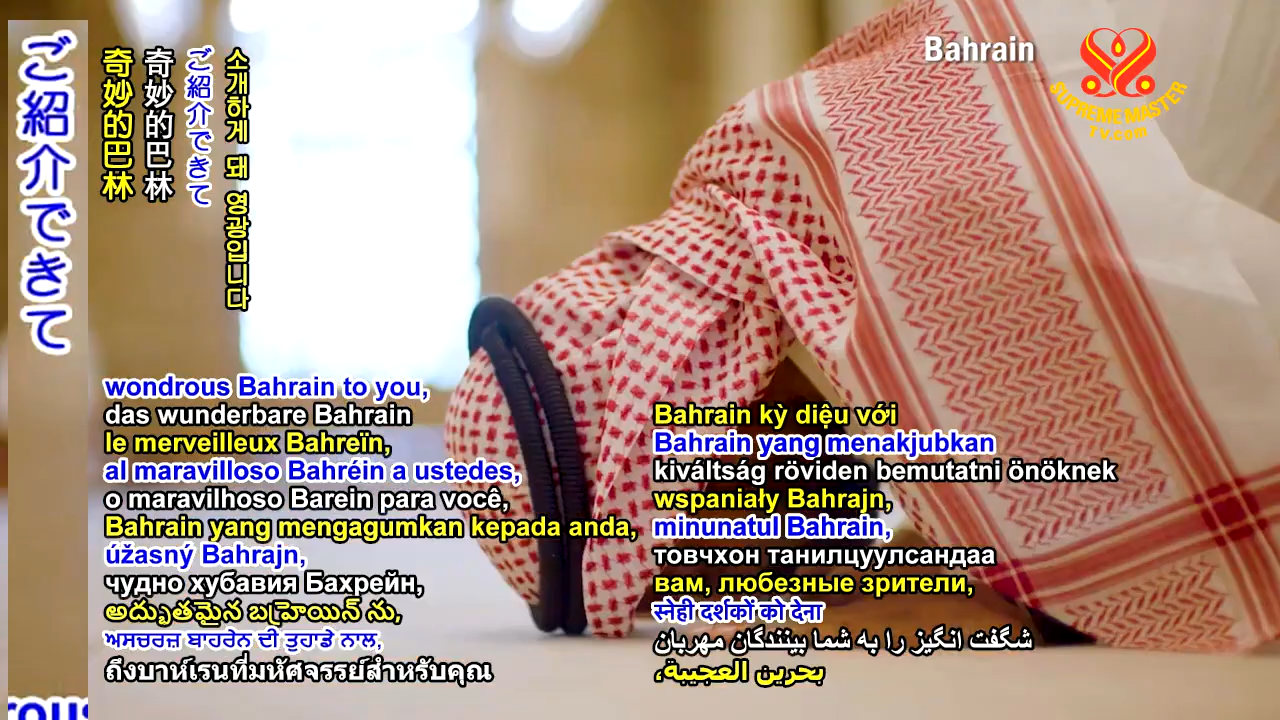 Bahrain
SUPREME MASTER
TV.com
ご紹介できて
소개하게 돼 영광입니다
ご紹介できて
奇妙的巴林
奇妙的巴林
wondrous Bahrain to you,
das wunderbare Bahrain
le merveilleux Bahreïn,
al maravilloso Bahréin a ustedes,
o maravilhoso Barein para você,
Bahrain yang mengagumkan kepada anda,
úžasný Bahrajn,
чудно хубавия Бахрейн,
అద్భుతమైన బహ్రెయిన్ ను,
ਅਸਚਰਜ਼ ਬਾਹਰੇਨ ਦੀ ਤੁਹਾਡੇ ਨਾਲ,
ถึงบาห์เรนที่มหัศจรรย์สำหรับคุณ
Bahrain kỳ diệu với
Bahrain yang menakjubkan
kiváltság röviden bemutatni önöknek
wspaniały Bahrajn,
minunatul Bahrain,
товчхон танилцуулсандаа
вам, любезные зрители,
स्नेही दर्शकों को देना
شگفت انگیز را به شما بینندگان مهربان
بحرين العجيبة،
rous